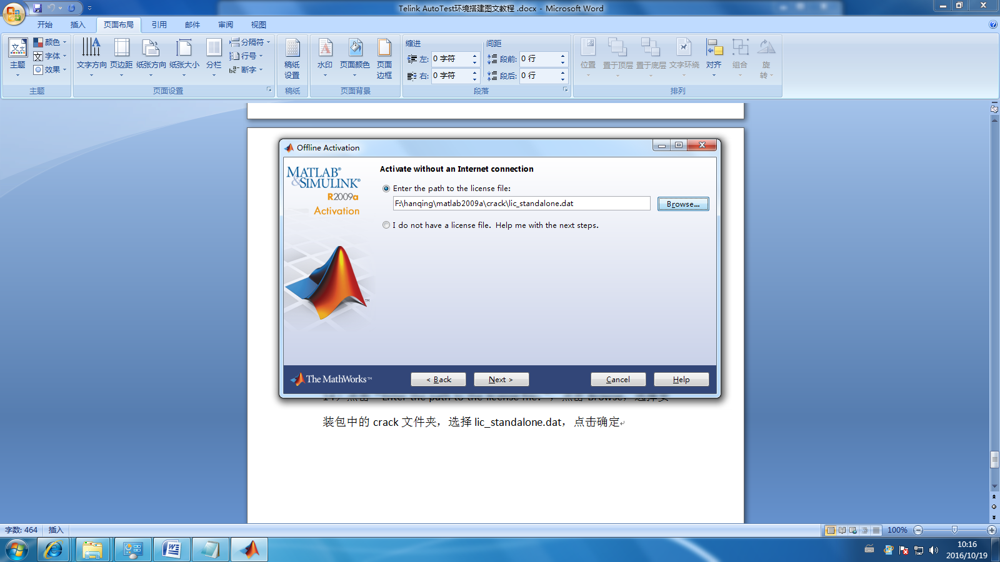 Telink AutoTest环境搭建图文教程 .docx - Microsoft Word
开始 插入 页面布局 引用 邮件 审阅 视图
主题 颜色 字体 效果
文字方向 页边距 纸张方向 纸张大小 分栏 分隔符 行号 断字
稿纸
设置
水印 页面颜色 页面
边框
缩进 间距
左: 0 字符 段前: 0 行
右: 0 字符 段后: 0 行
位置 置于顶层 置于底层 文字环绕 对齐 组合 旋
转
主题 页面设置 稿纸 页面背景 段落 排列
Offline Activation
MATLAB®
&SIMULINK®
R2009a
Activation
Activate without an Internet connection
Enter the path to the license file:
F:\hanqing\matlab2009a\crack\lic_standalone.dat
Browse...
I do not have a license file. Help me with the next steps.
TM
The MathWorks™
< Back Next > Cancel Help
装包中的 crack 文件夹，选择 lic_standalone.dat，点击确定
字数: 464 插入
100%
10:16
2016/10/19